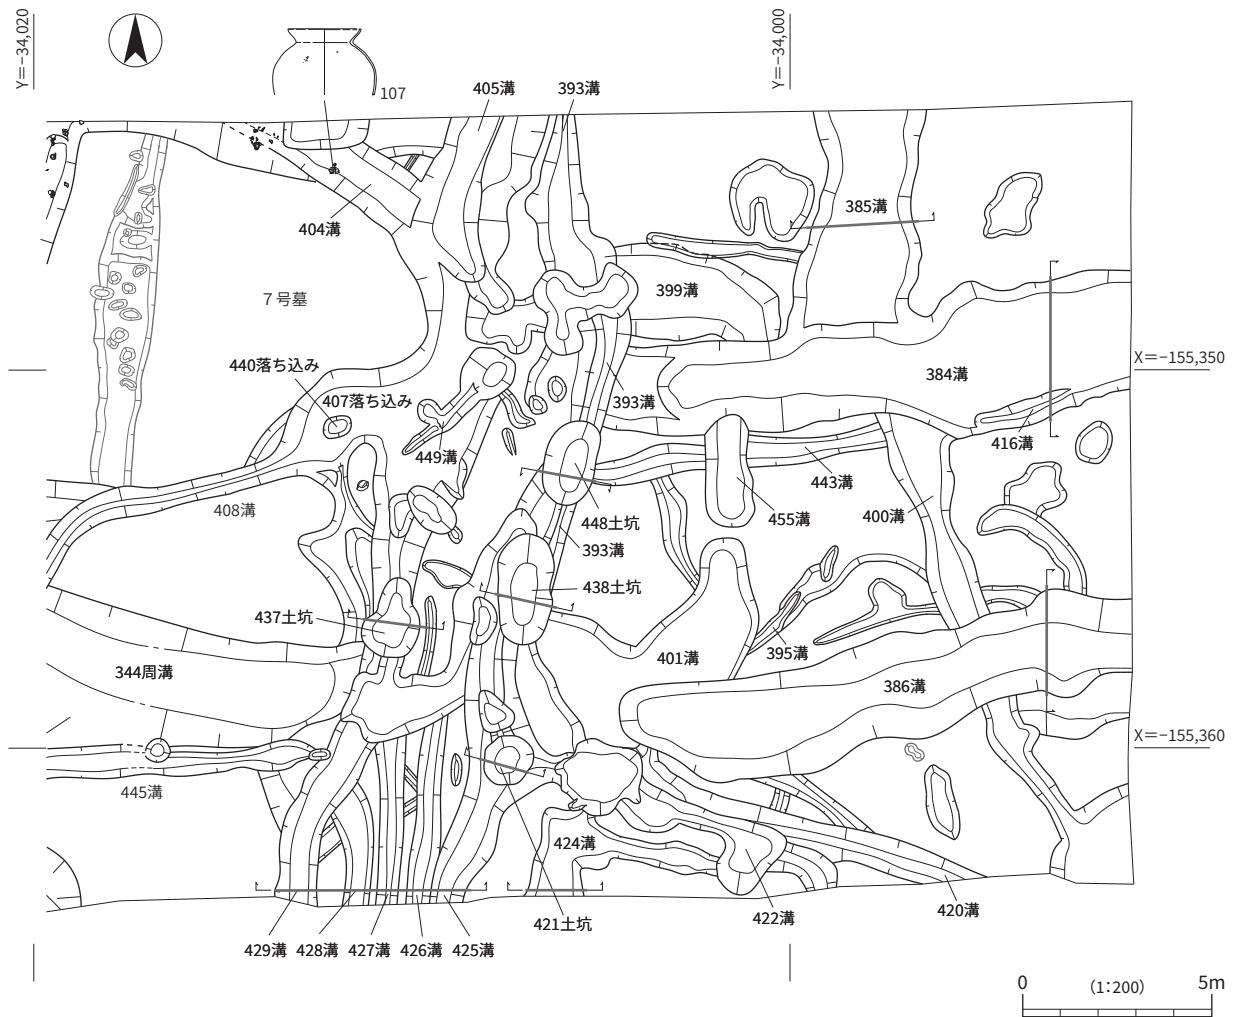 Y=-34,020
Y=-34,000
107
405溝
393溝
385溝
404溝
399溝
7号墓
X=-155,350
440落ち込み
384溝
407落ち込み
393溝
416溝
449溝
443溝
408溝
455溝
400溝
448土坑
393溝
438土坑
437土坑
401溝
395溝
344周溝
386溝
X=-155,360
445溝
424溝
420溝
422溝
421土坑
429溝 428溝 427溝 426溝 425溝
0 (1:200) 5m